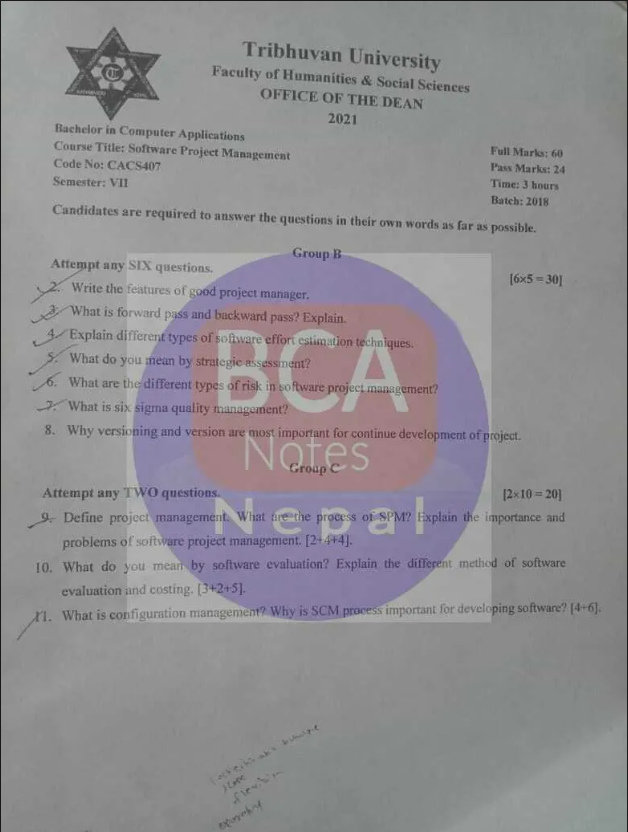 Tribhuvan University
Faculty of Humanities & Social Sciences
OFFICE OF THE DEAN
2021
Bachelor in Computer Applications
Course Title: Software Project Management
Code No: CACS407
Semester: VII
Full Marks: 60
Pass Marks: 24
Time: 3 hours
Batch: 2018
Candidates are required to answer the questions in their own words as far as possible.
Group B
Attempt any SIX questions.
[6×5 = 30]
2. Write the features of good project manager.
3. What is forward pass and backward pass? Explain.
4. Explain different types of software effort estimation techniques.
5. What do you mean by strategic assessment?
6. What are the different types of risk in software project management?
7. What is six sigma quality management?
8. Why versioning and version are most important for continue development of project.
Group C
Attempt any TWO questions.
[2×10 = 20]
9. Define project management. What are the process of SPM? Explain the importance and
problems of software project management. [2+4+4].
10. What do you mean by software evaluation? Explain the different method of software
evaluation and costing. [3+2+5].
11. What is configuration management? Why is SCM process important for developing software? [4+6].
BCA
Notes
Nepal